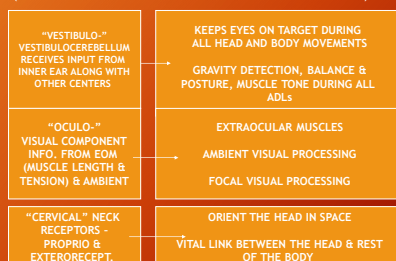 "VESTIBULO-"
VESTIBULOCEREBELLUM
RECEIVES INPUT FROM
INNER EAR ALONG WITH
OTHER CENTERS
KEEPS EYES ON TARGET DURING
ALL HEAD AND BODY MOVEMENTS
GRAVITY DETECTION, BALANCE &
POSTURE, MUSCLE TONE DURING ALL
ADLs
"OCULO-"
VISUAL COMPONENT
INFO. FROM EOM
(MUSCLE LENGTH &
TENSION) & AMBIENT
EXTRAOCULAR MUSCLES
AMBIENT VISUAL PROCESSING
FOCAL VISUAL PROCESSING
"CERVICAL" NECK
RECEPTORS -
PROPRIO &
EXTERORECEPT.
ORIENT THE HEAD IN SPACE
VITAL LINK BETWEEN THE HEAD & REST
OF THE BODY